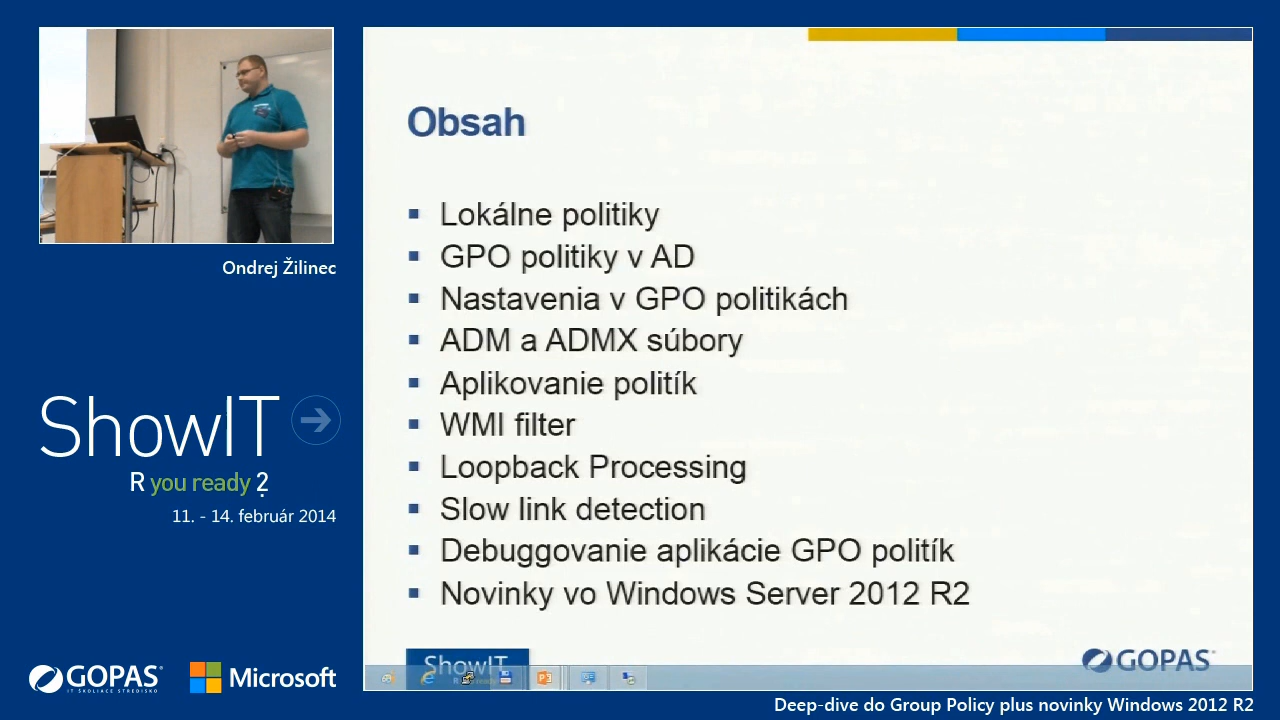 Ondrej Žilinec
ShowIT
R you ready ?
11. - 14. február 2014
GOPAS
IT ŠKOLIACE STREDISKO
Microsoft
Obsah
Lokálne politiky
GPO politiky v AD
Nastavenia v GPO politikách
ADM a ADMX súbory
Aplikovanie politík
WMI filter
Loopback Processing
Slow link detection
Debuggovanie aplikácie GPO politík
Novinky vo Windows Server 2012 R2
ShowIT
GOPAS
Deep-dive do Group Policy plus novinky Windows 2012 R2